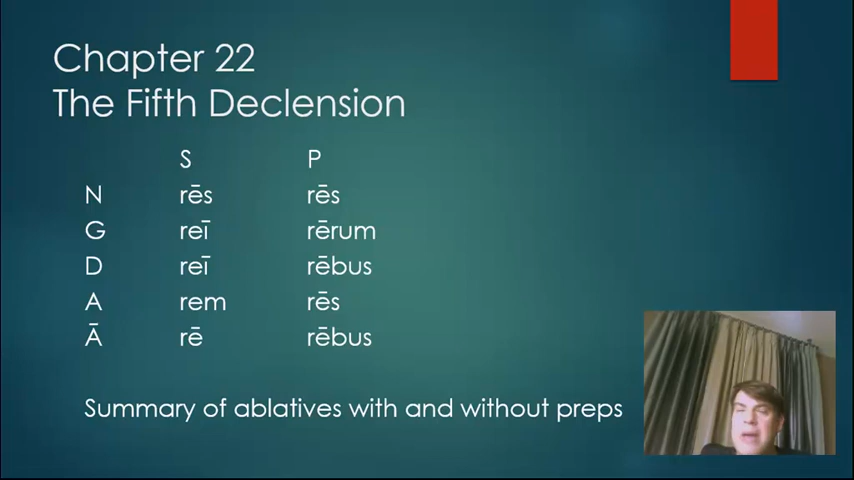 Chapter 22
The Fifth Declension
S P
N rēs rēs
G reī rērum
D reī rēbus
A rem rēs
Ā rē rēbus
Summary of ablatives with and without preps